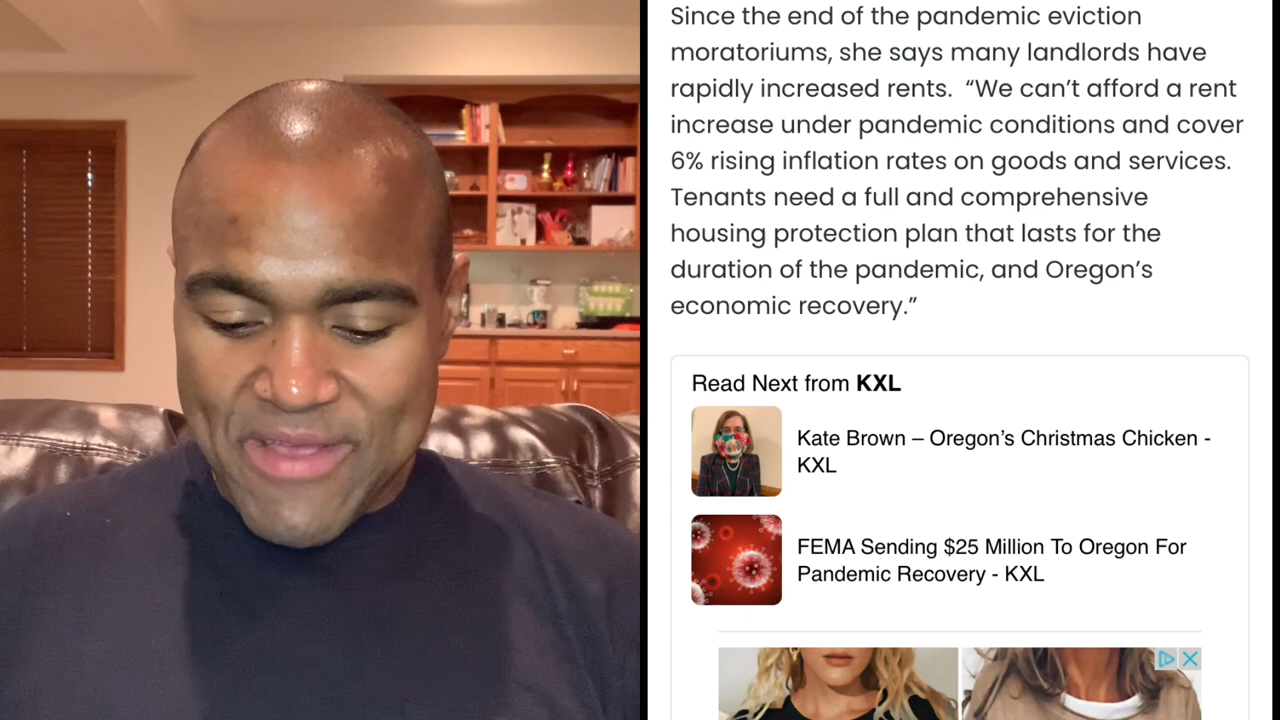 Since the end of the pandemic eviction
moratoriums, she says many landlords have
rapidly increased rents.  “We can’t afford a rent
increase under pandemic conditions and cover
6% rising inflation rates on goods and services.
Tenants need a full and comprehensive
housing protection plan that lasts for the
duration of the pandemic, and Oregon’s
economic recovery.”
Read Next from KXL
Kate Brown – Oregon’s Christmas Chicken -
KXL
FEMA Sending $25 Million To Oregon For
Pandemic Recovery - KXL